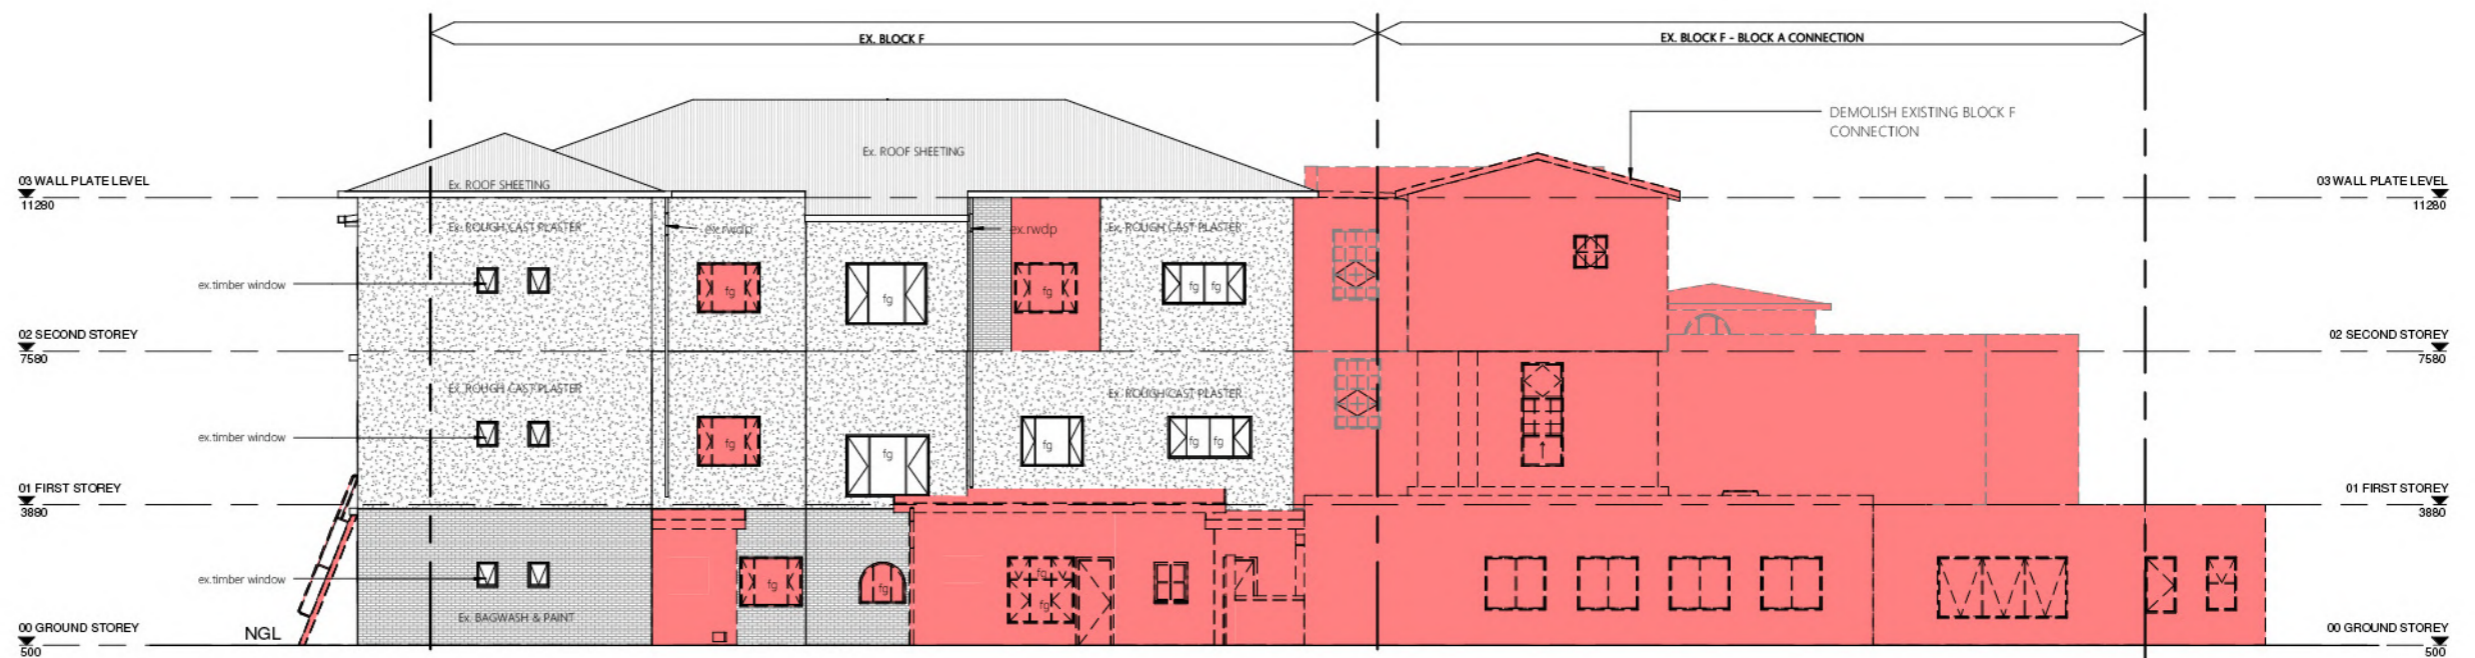 EX. BLOCK F
EX. BLOCK F - BLOCK A CONNECTION
DEMOLISH EXISTING BLOCK F
CONNECTION
Ex. ROOF SHEETING
03 WALL PLATE LEVEL
11280
Ex. ROOF SHEETING
03 WALL PLATE LEVEL
11280
Ex. ROUGH CAST PLASTER
ex.rwdp
ex.rwdp
Ex. ROUGH CAST PLASTER
ex.timber window
fg
fg
fg
fg
fg
02 SECOND STOREY
7580
02 SECOND STOREY
7580
Ex. ROUGH CAST PLASTER
Ex. ROUGH CAST PLASTER
ex.timber window
fg
fg
fg
fg
fg
01 FIRST STOREY
3880
01 FIRST STOREY
3880
ex.timber window
fg
fg
fg
fg
Ex. BAGWASH & PAINT
00 GROUND STOREY
500
NGL
00 GROUND STOREY
500